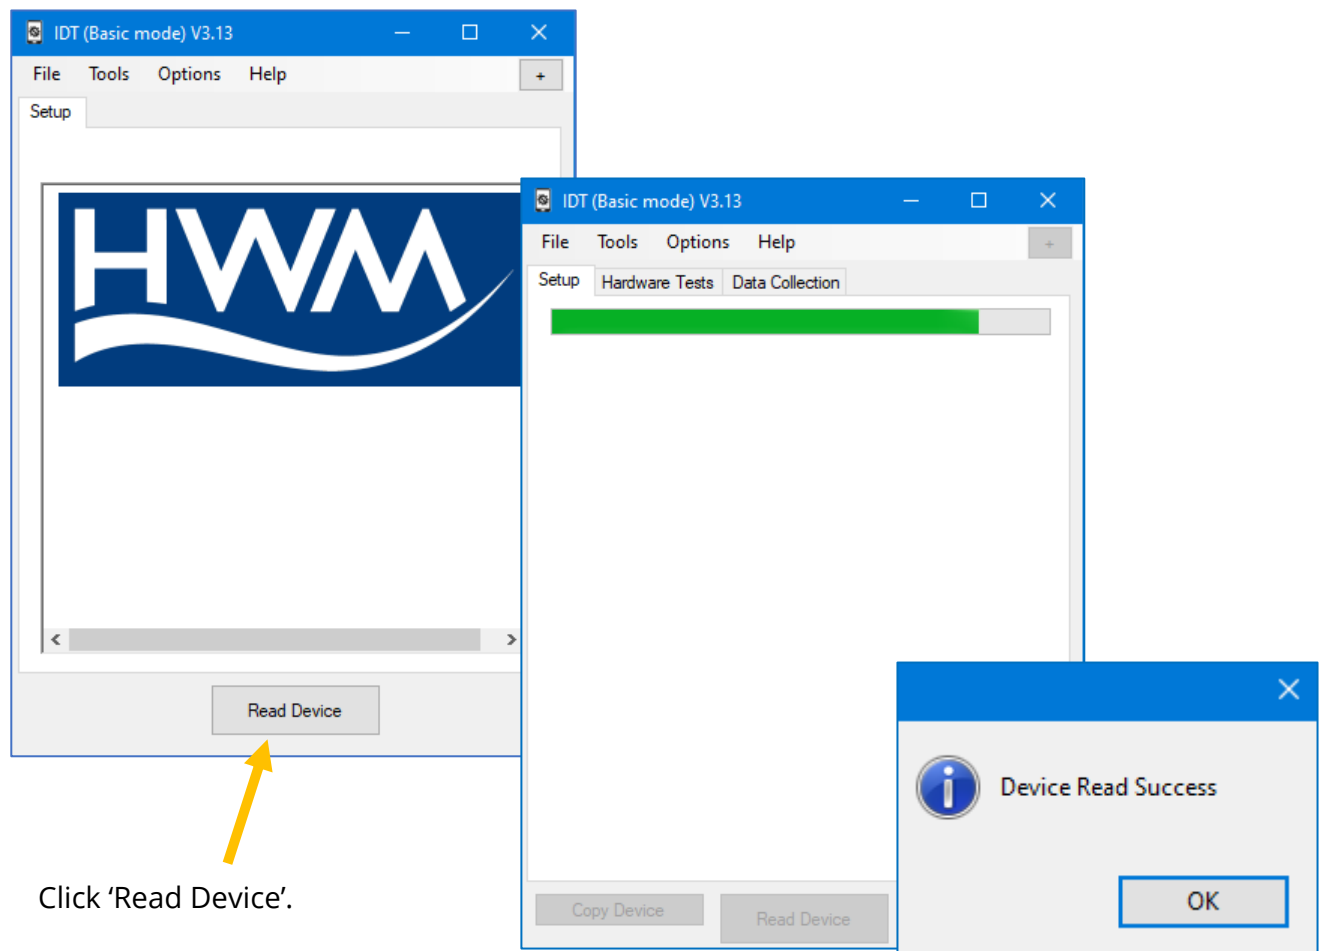 IDT (Basic mode) V3.13
File Tools Options Help +
Setup
HWM
Read Device
Click ‘Read Device’.
IDT (Basic mode) V3.13
File Tools Options Help +
Setup Hardware Tests Data Collection
Copy Device Read Device
Device Read Success
OK